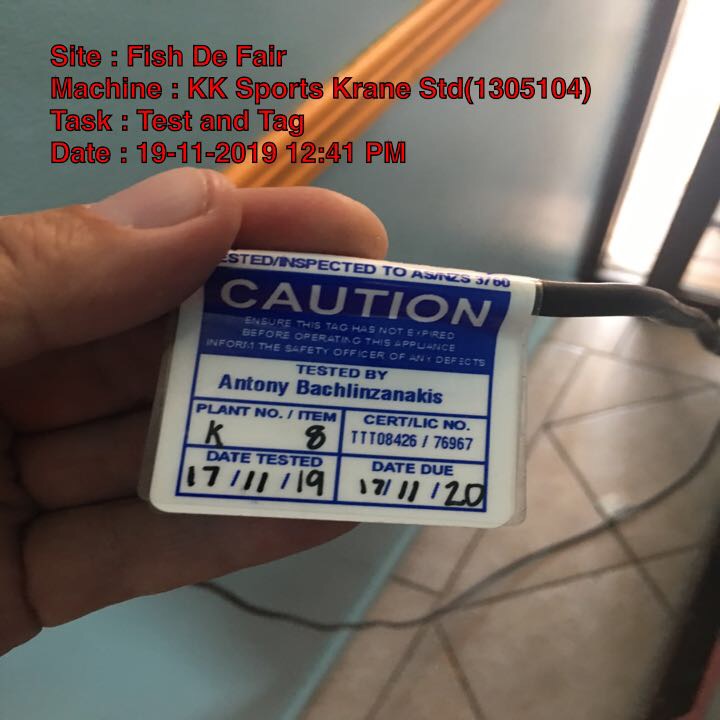 Site : Fish De Fair
Machine : KK Sports Krane Std(1305104)
Task : Test and Tag
Date : 19-11-2019 12:41 PM
ESTED/INSPECTED TO AS/NZS 3760
CAUTION
ENSURE THIS TAG HAS NOT EXPIRED
BEFORE OPERATING THIS APPLIANCE
INFORM THE SAFETY OFFICER OF ANY DEFECTS
TESTED BY
Antony Bachlinzanakis
PLANT NO. / ITEM
K 8
CERT/LIC NO.
TTT08426 / 76967
DATE TESTED
17/11/19
DATE DUE
17/11/20